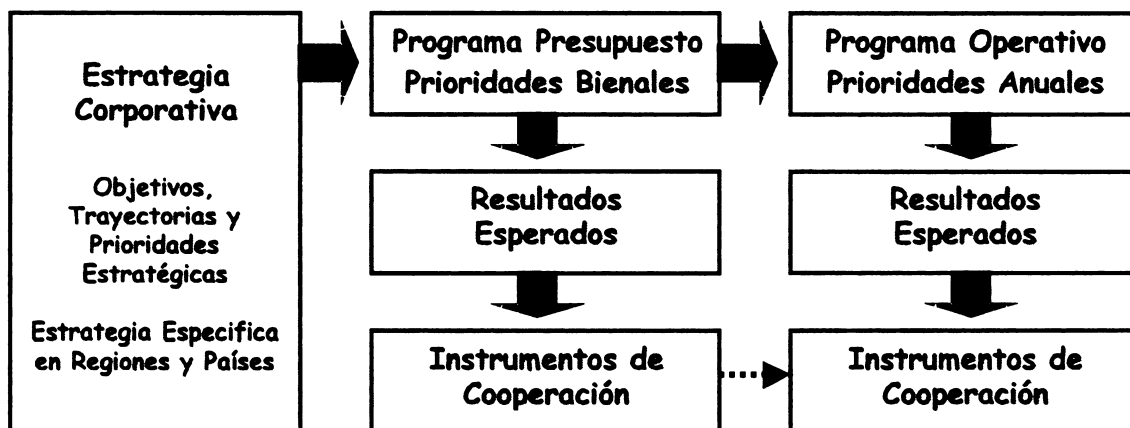 Estrategia
Corporativa
Objetivos,
Trayectorias y
Prioridades
Estratégicas
Estrategia Especifica
en Regiones y Países
Programa Presupuesto
Prioridades Bienales
Resultados
Esperados
Instrumentos de
Cooperación
Programa Operativo
Prioridades Anuales
Resultados
Esperados
Instrumentos de
Cooperación